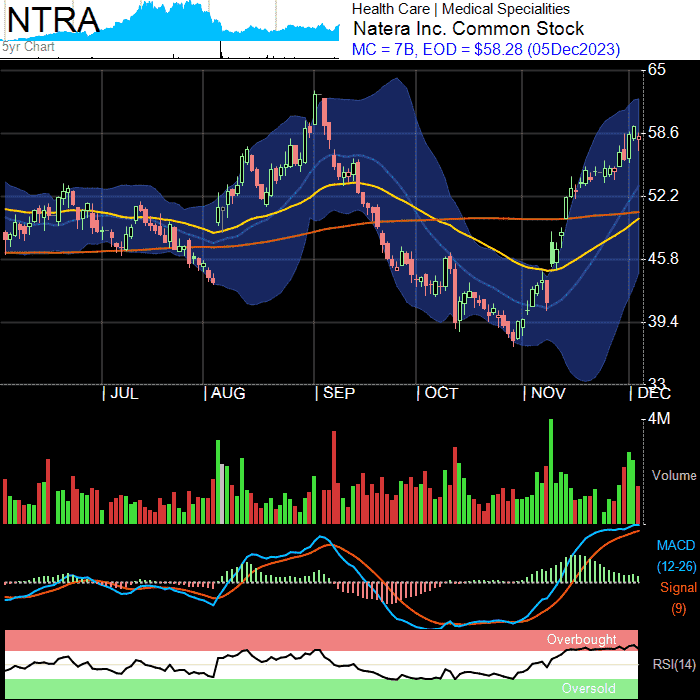 NTRA
5yr Chart
Health Care | Medical Specialities
Natera Inc. Common Stock
MC = 7B, EOD = $58.28 (05Dec2023)
65
58.6
52.2
45.8
39.4
33
JUL AUG SEP OCT NOV DEC
4M
Volume
MACD
(12-26)
Signal
(9)
Overbought
RSI(14)
Oversold